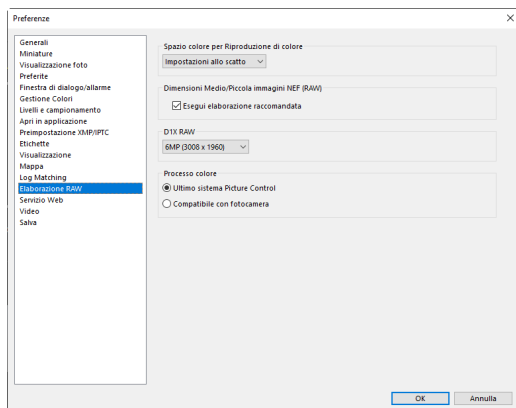 Preferenze
Generali
Miniature
Visualizzazione foto
Preferite
Finestra di dialogo/allarme
Gestione Colori
Livelli e campionamento
Apri in applicazione
Preimpostazione XMP/IPTC
Etichette
Visualizzazione
Mappa
Log Matching
Elaborazione RAW
Servizio Web
Video
Salva
Spazio colore per Riproduzione di colore
Impostazioni allo scatto
Dimensioni Medio/Piccola immagini NEF (RAW)
Esegui elaborazione raccomandata
D1X RAW
6MP (3008 x 1960)
Processo colore
Ultimo sistema Picture Control
Compatibile con fotocamera
OK
Annulla